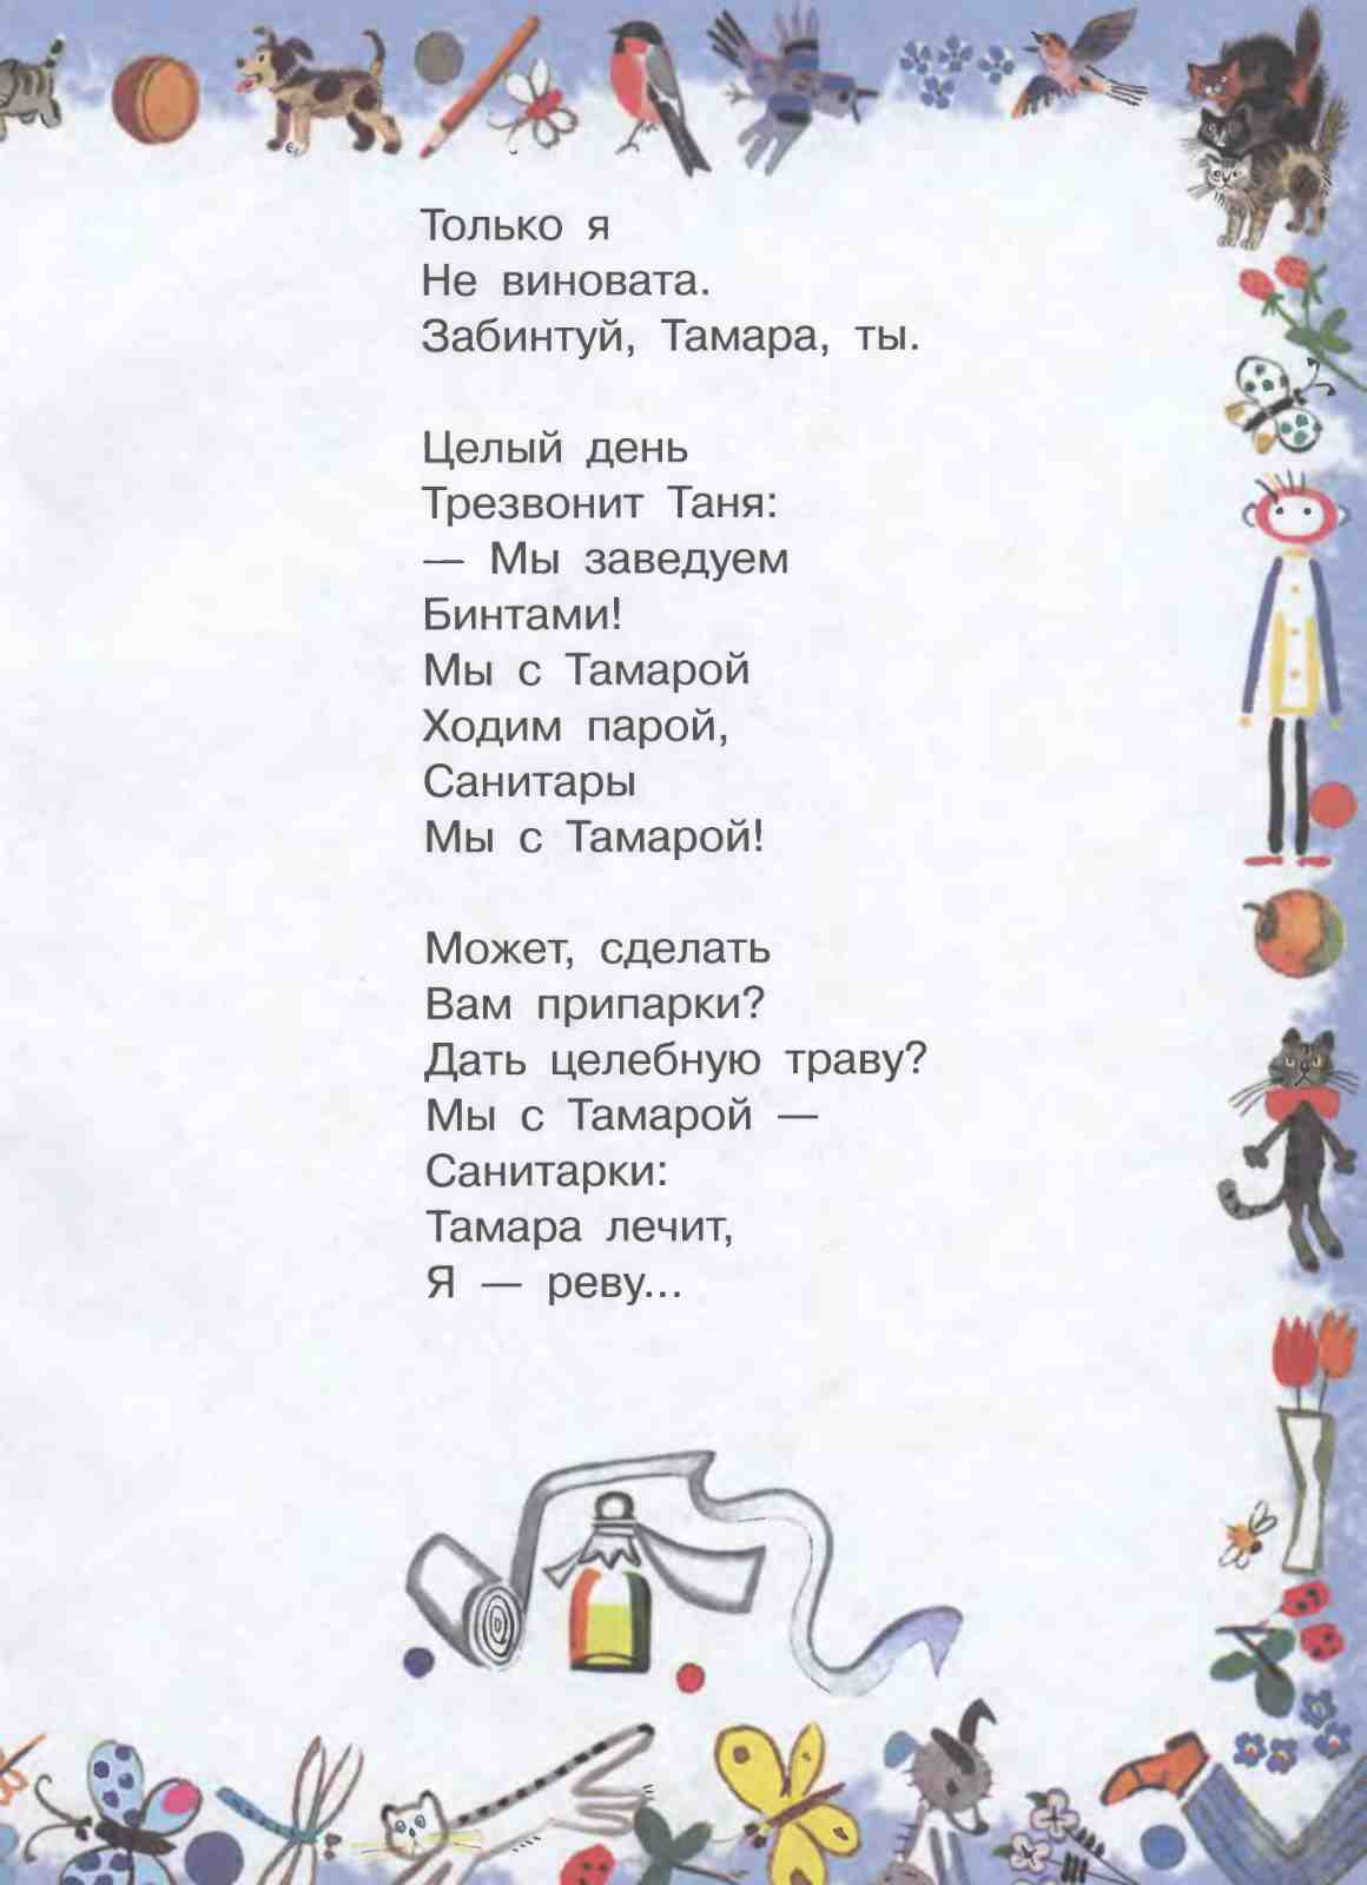 Только я
Не виновата.
Забинтуй, Тамара, ты.
Целый день
Трезвонит Таня:
— Мы заведуем
Бинтами!
Мы с Тамарой
Ходим парой,
Санитары
Мы с Тамарой!
Может, сделать
Вам припарки?
Дать целебную траву?
Мы с Тамарой —
Санитарки:
Тамара лечит,
Я — реву...